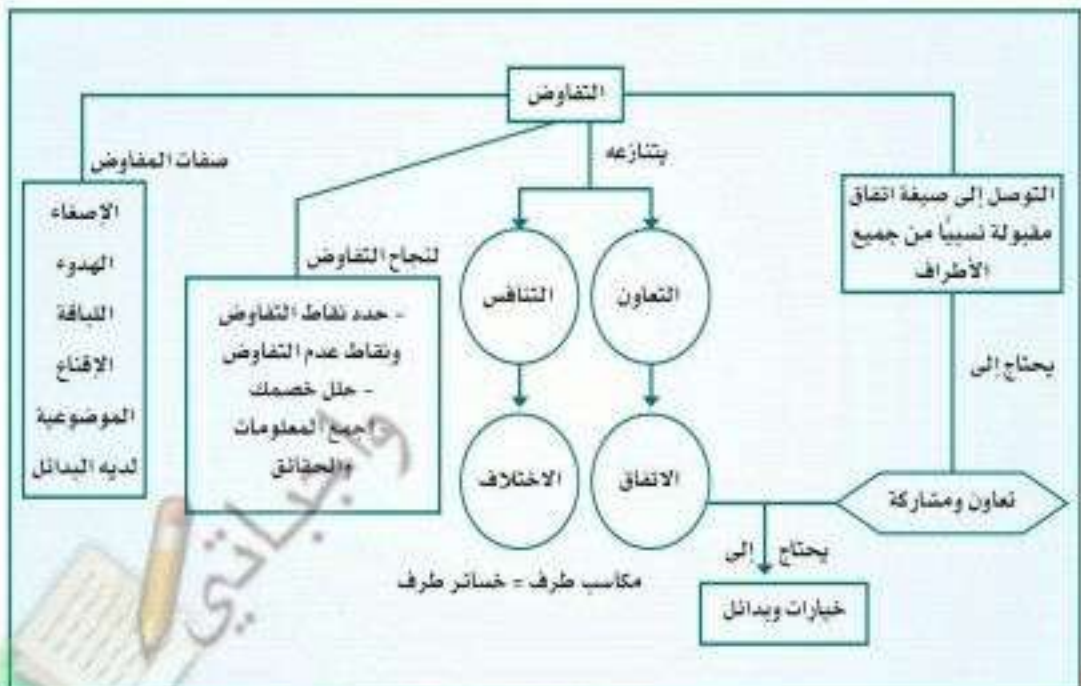 التفاوض
صفات المفاوض
الإصغاء
الهدوء
اللباقة
الإقناع
الموضوعية
لديه البدائل
لنجاح التفاوض
- حدد نقاط التفاوض
ونقاط عدم التفاوض
- حلل خصمك
- اجمع المعلومات
والحقائق
يتنازعه
التنافس
التعاون
الاختلاف
الاتفاق
مكاسب طرف = خسائر طرف
التوصل إلى صيغة اتفاق
مقبولة نسبيًّا من جميع
الأطراف
يحتاج إلى
تعاون ومشاركة
يحتاج إلى
خيارات وبدائل
واجباتي